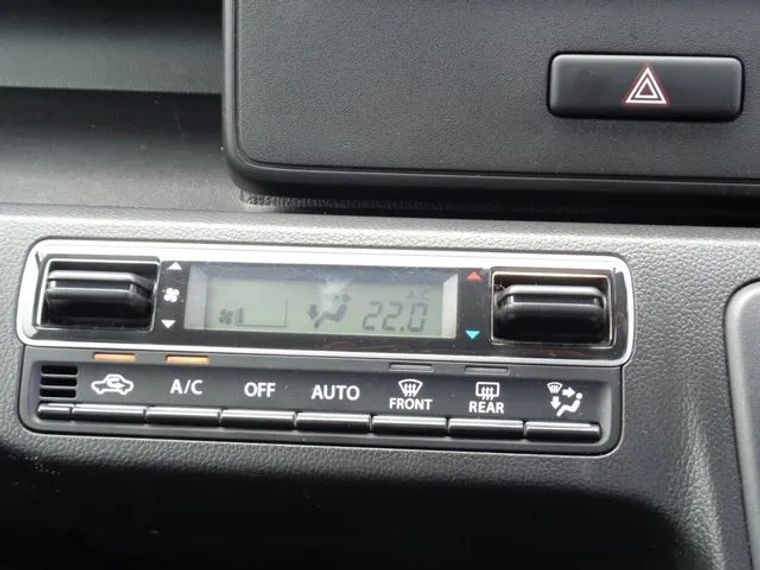 A/C
22.0
A/C
OFF
AUTO
FRONT
REAR